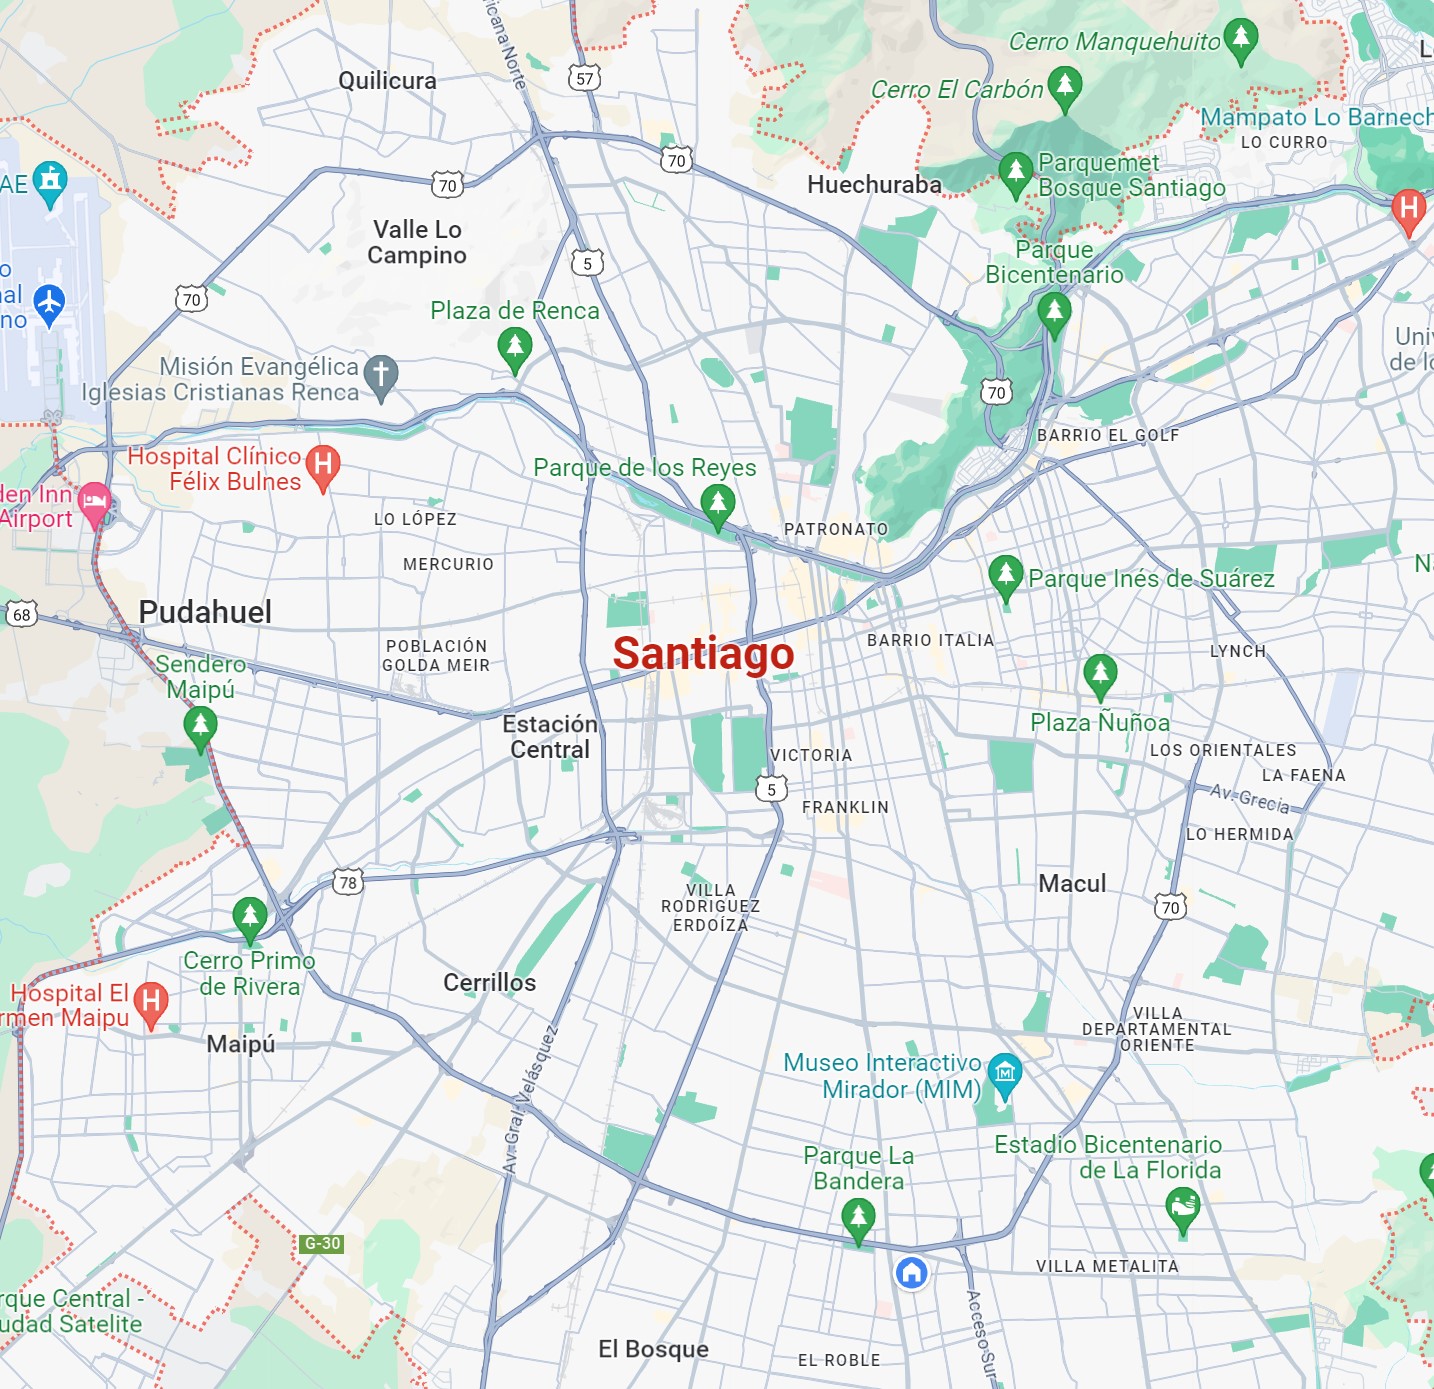 Cerro Manquehuito
Quilicura
57
Cerro El Carbón
Mampato Lo Barnech
LO CURRO
70
Parquemet
Bosque Santiago
AE
70
Huechuraba
H
Valle Lo
Campino
Parque
Bicentenario
5
70
al
no
Plaza de Renca
Misión Evangélica
Iglesias Cristianas Renca
Univ
de lo
70
BARRIO EL GOLF
Hospital Clínico
Félix Bulnes
H
Parque de los Reyes
den Inn
Airport
LO LÓPEZ
PATRONATO
MERCURIO
Parque Inés de Suárez
68
Pudahuel
POBLACIÓN
GOLDA MEIR
Santiago
BARRIO ITALIA
LYNCH
Sendero
Maipú
Estación
Central
Plaza Ñuñoa
VICTORIA
LOS ORIENTALES
LA FAENA
5
FRANKLIN
Av. Grecia
LO HERMIDA
78
VILLA
RODRIGUEZ
ERDOÍZA
Macul
70
Cerro Primo
de Rivera
Cerrillos
Hospital El
rmen Maipu
H
Maipú
VILLA
DEPARTAMENTAL
ORIENTE
Av. Gral. Velásquez
Museo Interactivo
Mirador (MIM)
M
Parque La
Bandera
Estadio Bicentenario
de La Florida
G-30
VILLA METALITA
rque Central -
udad Satelite
Acceso Sur
El Bosque
EL ROBLE